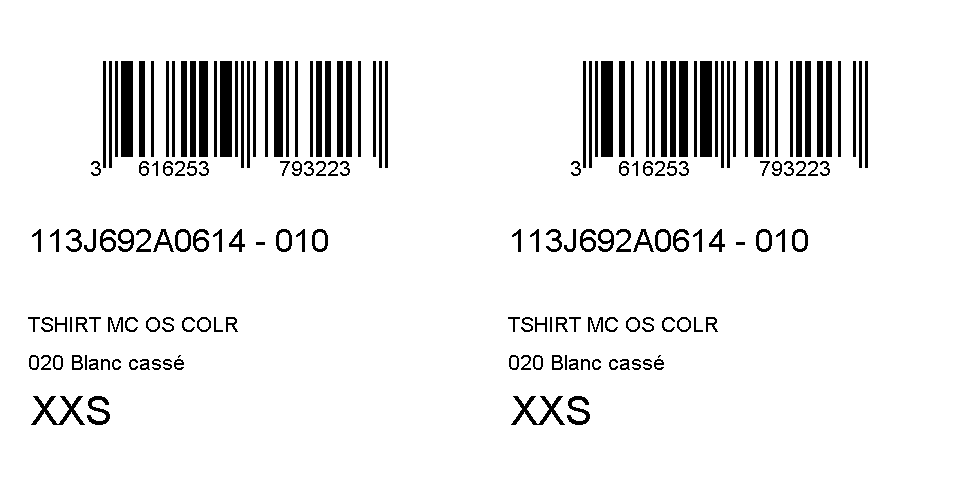 3 616253 793223
113J692A0614 - 010
TSHIRT MC OS COLR
020 Blanc cassé
XXS
3 616253 793223
113J692A0614 - 010
TSHIRT MC OS COLR
020 Blanc cassé
XXS